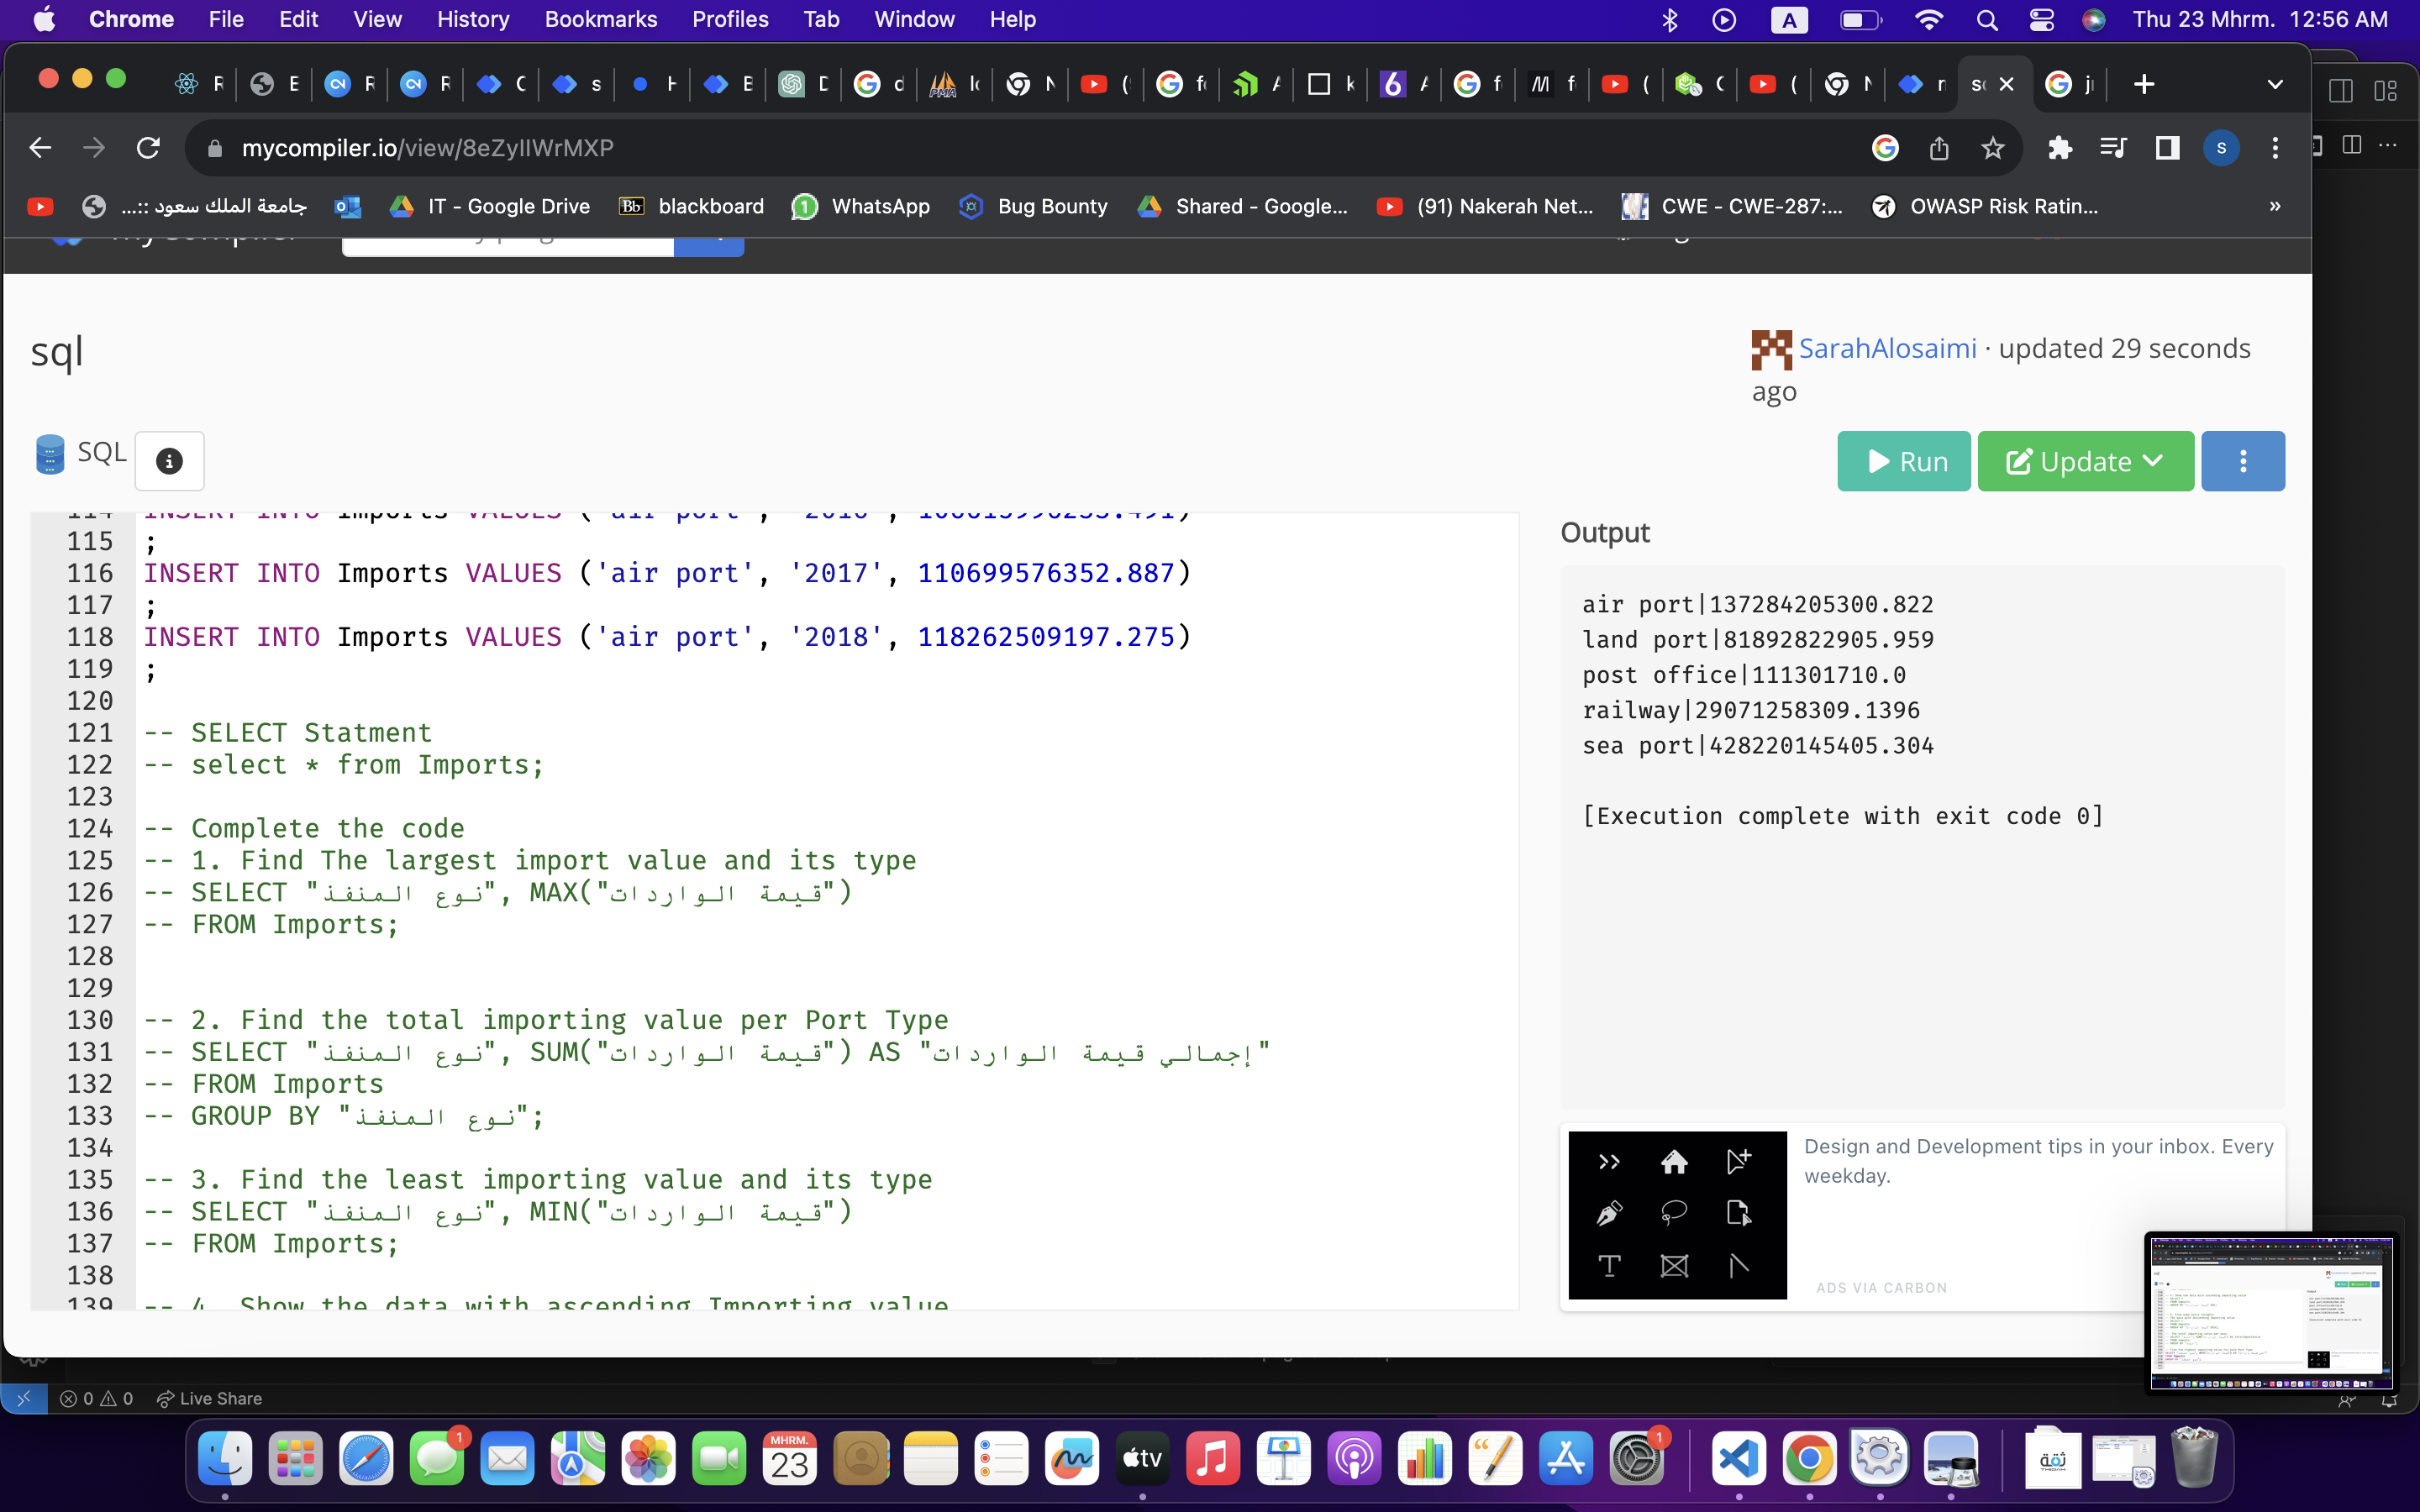 Chrome File Edit View History Bookmarks Profiles Tab Window Help A Thu 23 Mhrm. 12:56 AM
mycompiler.io/view/8eZyIIWrMXP S
جامعة الملك سعود ::... IT - Google Drive Bb blackboard 1 WhatsApp Bug Bounty Shared - Google... (91) Nakerah Net... CWE - CWE-287:... OWASP Risk Ratin... »
sql
SarahAlosaimi · updated 29 seconds
ago
SQL
Run Update
Output
115 ;
116 INSERT INTO Imports VALUES ('air port', '2017', 110699576352.887)
117 ;
118 INSERT INTO Imports VALUES ('air port', '2018', 118262509197.275)
119 ;
120
121 -- SELECT Statment
122 -- select * from Imports;
123
124 -- Complete the code
125 -- 1. Find The largest import value and its type
126 -- SELECT "نوع المنفذ", MAX("قيمة الواردات")
127 -- FROM Imports;
128
129
130 -- 2. Find the total importing value per Port Type
131 -- SELECT "نوع المنفذ", SUM("قيمة الواردات") AS "إجمالي قيمة الواردات"
132 -- FROM Imports
133 -- GROUP BY "نوع المنفذ";
134
135 -- 3. Find the least importing value and its type
136 -- SELECT "نوع المنفذ", MIN("قيمة الواردات")
137 -- FROM Imports;
138
139 -- 4. Show the data with ascending Importing value
air port|137284205300.822
land port|81892822905.959
post office|111301710.0
railway|29071258309.1396
sea port|428220145405.304
[Execution complete with exit code 0]
Design and Development tips in your inbox. Every
weekday.
ADS VIA CARBON
0 0 Live Share
1
MHRM.
23
tv
1
ثقة